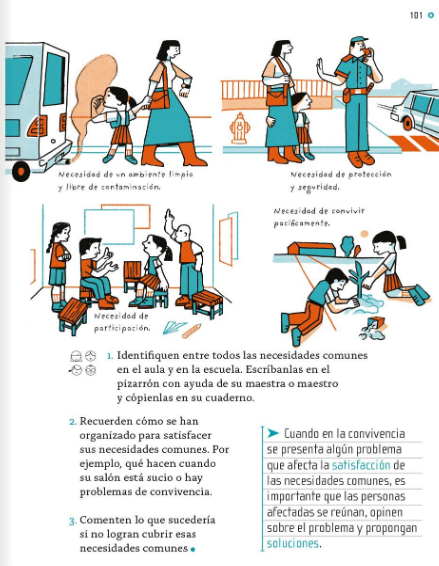 101
Necesidad de un ambiente limpio
y libre de contaminación.
Necesidad de protección
y seguridad.
Necesidad de convivir
pacíficamente.
Necesidad de
participación.
1. Identifiquen entre todos las necesidades comunes
en el aula y en la escuela. Escríbanlas en el
pizarrón con ayuda de su maestra o maestro
y cópienlas en su cuaderno.
2. Recuerden cómo se han
organizado para satisfacer
sus necesidades comunes. Por
ejemplo, qué hacen cuando
su salón está sucio o hay
problemas de convivencia.
3. Comenten lo que sucedería
si no logran cubrir esas
necesidades comunes
Cuando en la convivencia
se presenta algún problema
que afecta la satisfacción de
las necesidades comunes, es
importante que las personas
afectadas se reúnan, opinen
sobre el problema y propongan
soluciones.